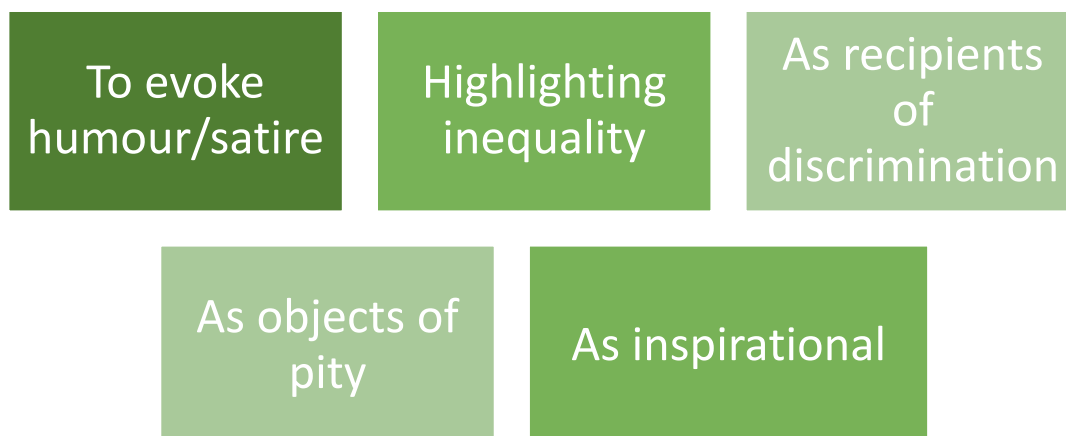 To evoke
humour/satire
Highlighting
inequality
As recipients
of
discrimination
As objects of
pity
As inspirational